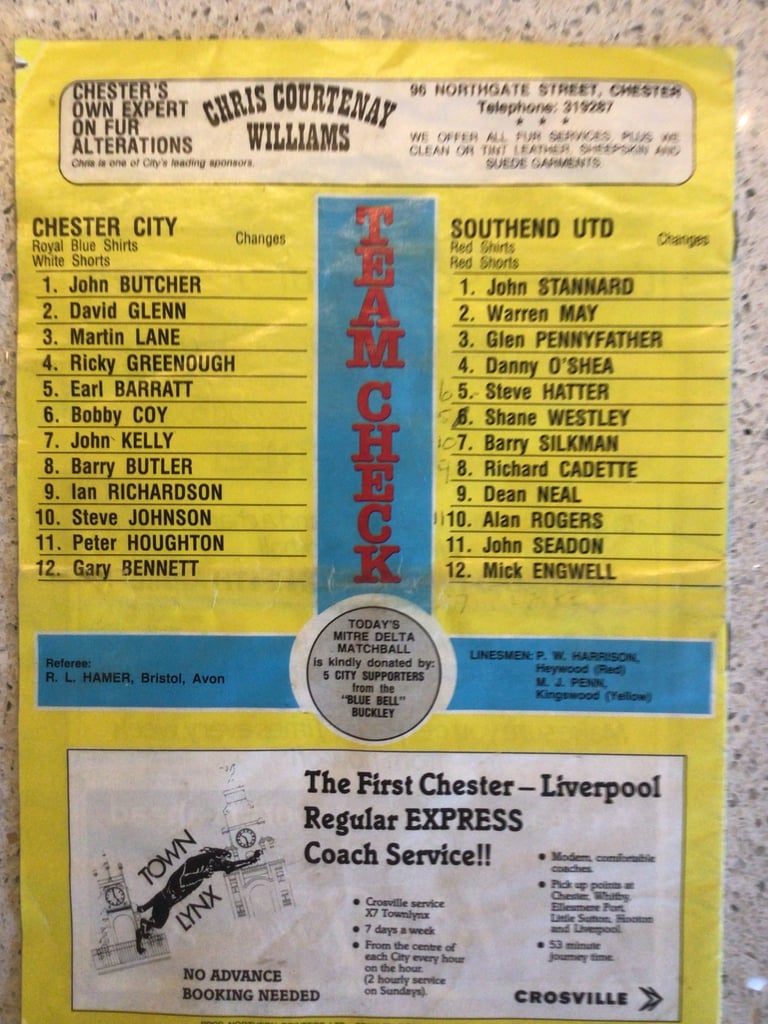 CHESTER'S
OWN EXPERT
ON FUR
ALTERATIONS
Chris is one of City's leading sponsors.
CHRIS COURTENAY
WILLIAMS
96 NORTHGATE STREET, CHESTER
Telephone: 319287
* * *
WE OFFER ALL FUR SERVICES, PLUS WE
CLEAN OR TINT LEATHER, SHEEPSKIN AND
SUEDE GARMENTS
CHESTER CITY
Royal Blue Shirts
White Shorts
Changes
1. John BUTCHER
2. David GLENN
3. Martin LANE
4. Ricky GREENOUGH
5. Earl BARRATT
6. Bobby COY
7. John KELLY
8. Barry BUTLER
9. Ian RICHARDSON
10. Steve JOHNSON
11. Peter HOUGHTON
12. Gary BENNETT
TEAM CHECK
SOUTHEND UTD
Red Shirts
Red Shorts
Changes
1. John STANNARD
2. Warren MAY
3. Glen PENNYFATHER
4. Danny O'SHEA
6 5. Steve HATTER
5 6. Shane WESTLEY
10 7. Barry SILKMAN
9 8. Richard CADETTE
9. Dean NEAL
11 10. Alan ROGERS
11. John SEADON
12. Mick ENGWELL
Referee:
R. L. HAMER, Bristol, Avon
TODAY'S
MITRE DELTA
MATCHBALL
is kindly donated by:
5 CITY SUPPORTERS
from the
"BLUE BELL"
BUCKLEY
LINESMEN: P. W. HARRISON,
Heywood (Red)
M. J. PENN,
Kingswood (Yellow)
The First Chester – Liverpool
Regular EXPRESS
Coach Service!!
TOWN
LYNX
NO ADVANCE
BOOKING NEEDED
• Crosville service
X7 Townlynx
• 7 days a week
• From the centre of
each City every hour
on the hour.
(2 hourly service
on Sundays).
• Modern, comfortable
coaches.
• Pick up points at
Chester, Whitby,
Ellesmere Port,
Little Sutton, Hooton
and Liverpool.
• 53 minute
journey time.
CROSVILLE